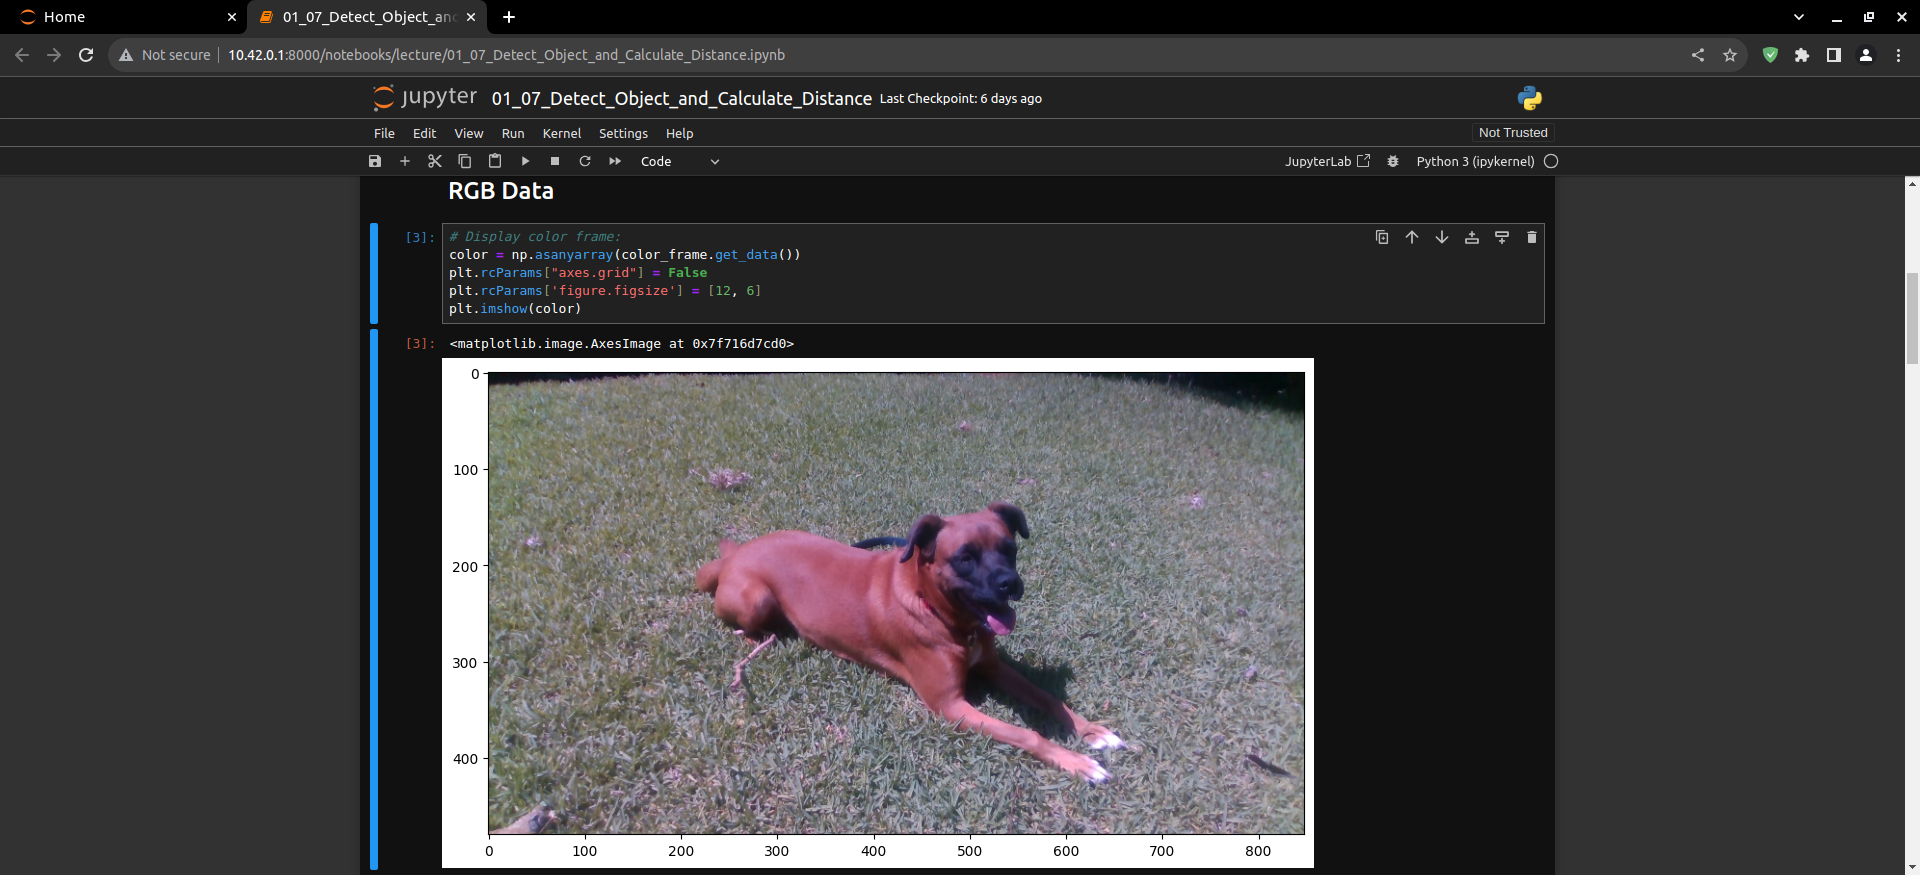 Home
01_07_Detect_Object_and
Not secure 10.42.0.1:8000/notebooks/lecture/01_07_Detect_Object_and_Calculate_Distance.ipynb
jupyter 01_07_Detect_Object_and_Calculate_Distance Last Checkpoint: 6 days ago
File Edit View Run Kernel Settings Help Not Trusted
Code JupyterLab Python 3 (ipykernel)
RGB Data
[3]: # Display color frame:
color = np.asanyarray(color_frame.get_data())
plt.rcParams["axes.grid"] = False
plt.rcParams['figure.figsize'] = [12, 6]
plt.imshow(color)
[3]: <matplotlib.image.AxesImage at 0x7f716d7cd0>
0
100
200
300
400
0 100 200 300 400 500 600 700 800